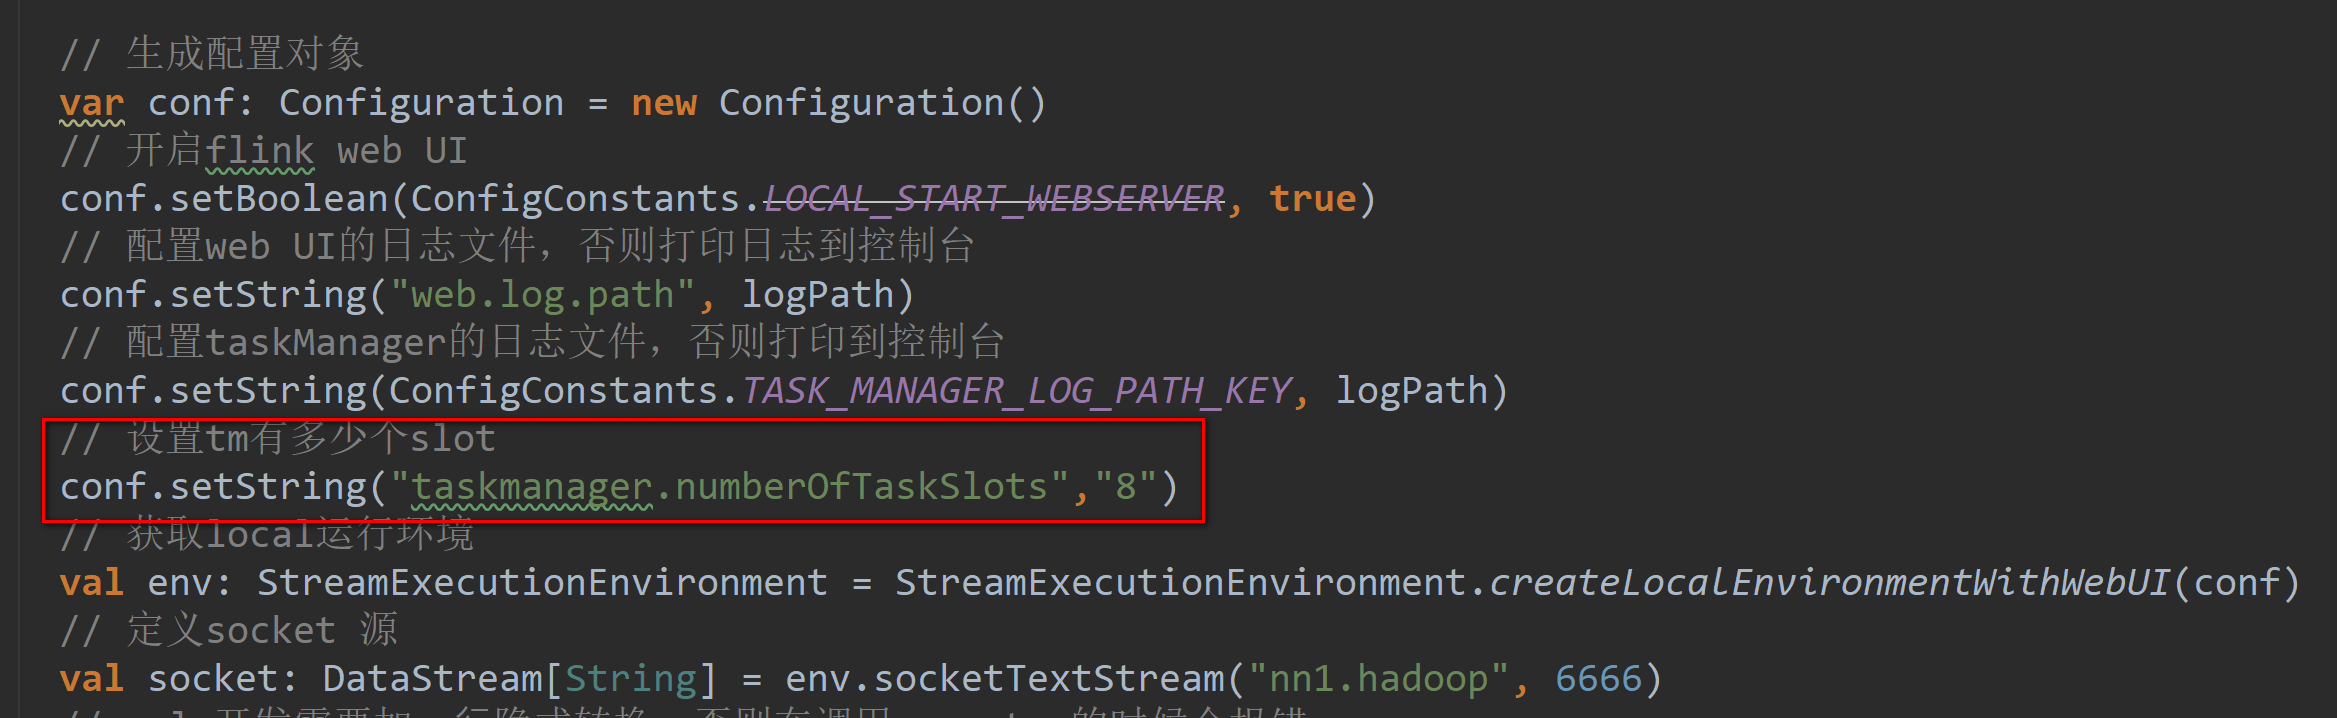 // 生成配置对象
var conf: Configuration = new Configuration()
// 开启flink web UI
conf.setBoolean(ConfigConstants.LOCAL_START_WEBSERVER, true)
// 配置web UI的日志文件，否则打印日志到控制台
conf.setString("web.log.path", logPath)
// 配置taskManager的日志文件，否则打印到控制台
conf.setString(ConfigConstants.TASK_MANAGER_LOG_PATH_KEY, logPath)
// 设置tm有多少个slot
conf.setString("taskmanager.numberOfTaskSlots","8")
// 获取local运行环境
val env: StreamExecutionEnvironment = StreamExecutionEnvironment.createLocalEnvironmentWithWebUI(conf)
// 定义socket 源
val socket: DataStream[String] = env.socketTextStream("nn1.hadoop", 6666)